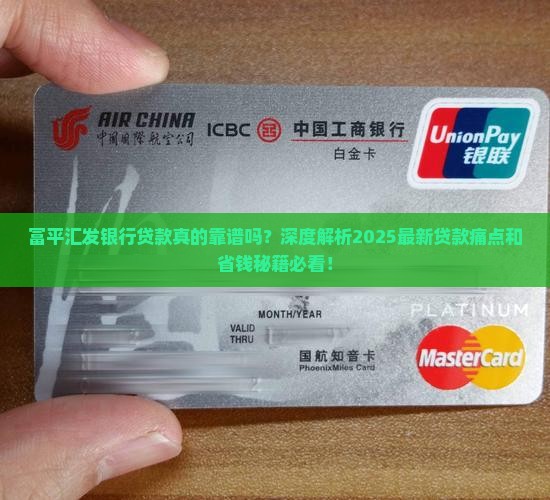 AIR CHINA
中国国际航空公司
ICBC 中国工商银行
白金卡
UnionPay
银联
富平汇发银行贷款真的靠谱吗？深度解析2025最新贷款痛点和
省钱秘籍必看！
PLATINUM
MONTH/YEAR
VALID
THRU
国航知音卡
PhoenixMiles Card
MasterCard